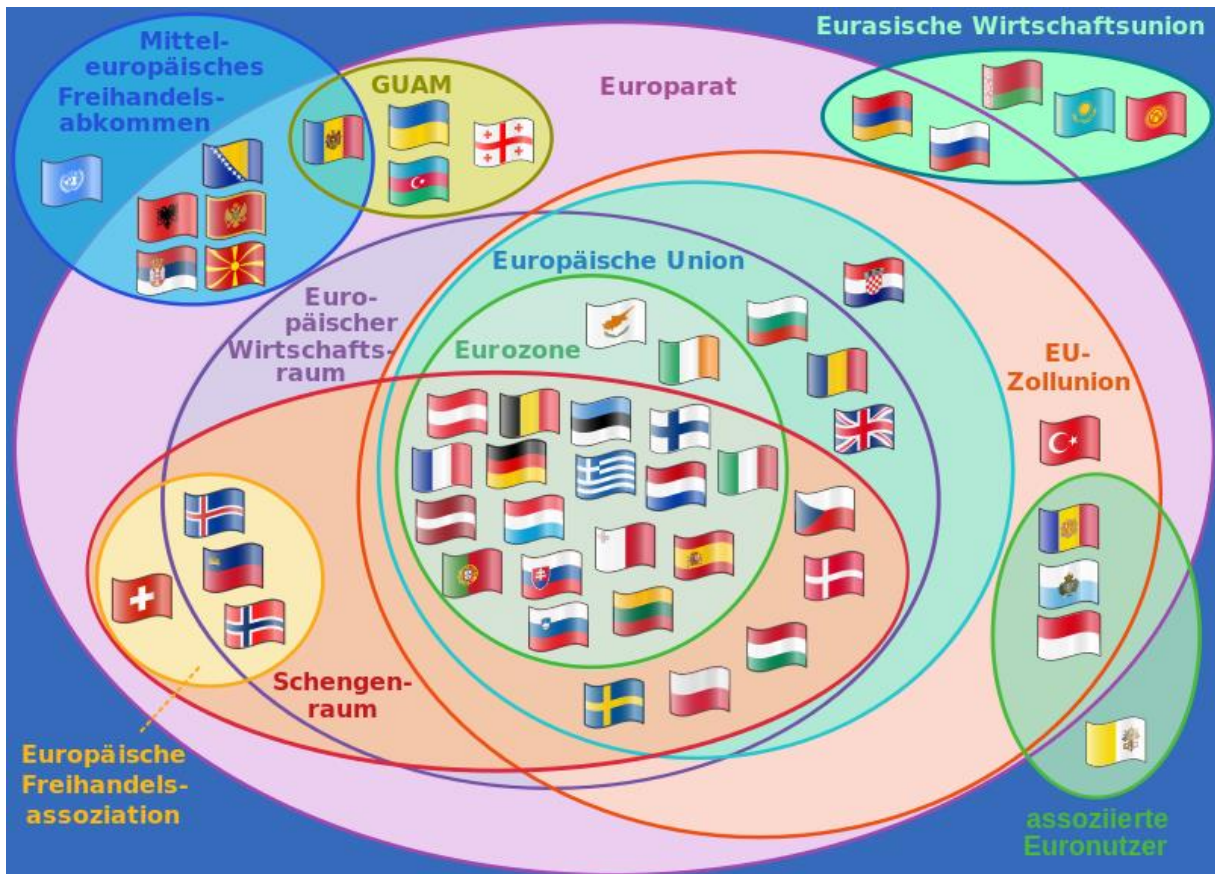 Mittel-
europäisches
Freihandels-
abkommen
GUAM
Europarat
Eurasische Wirtschaftsunion
Europäische Union
Euro-
päischer
Wirtschafts-
raum
Eurozone
EU-
Zollunion
Schengen-
raum
Europäische
Freihandels-
assoziation
assoziierte
Euronutzer